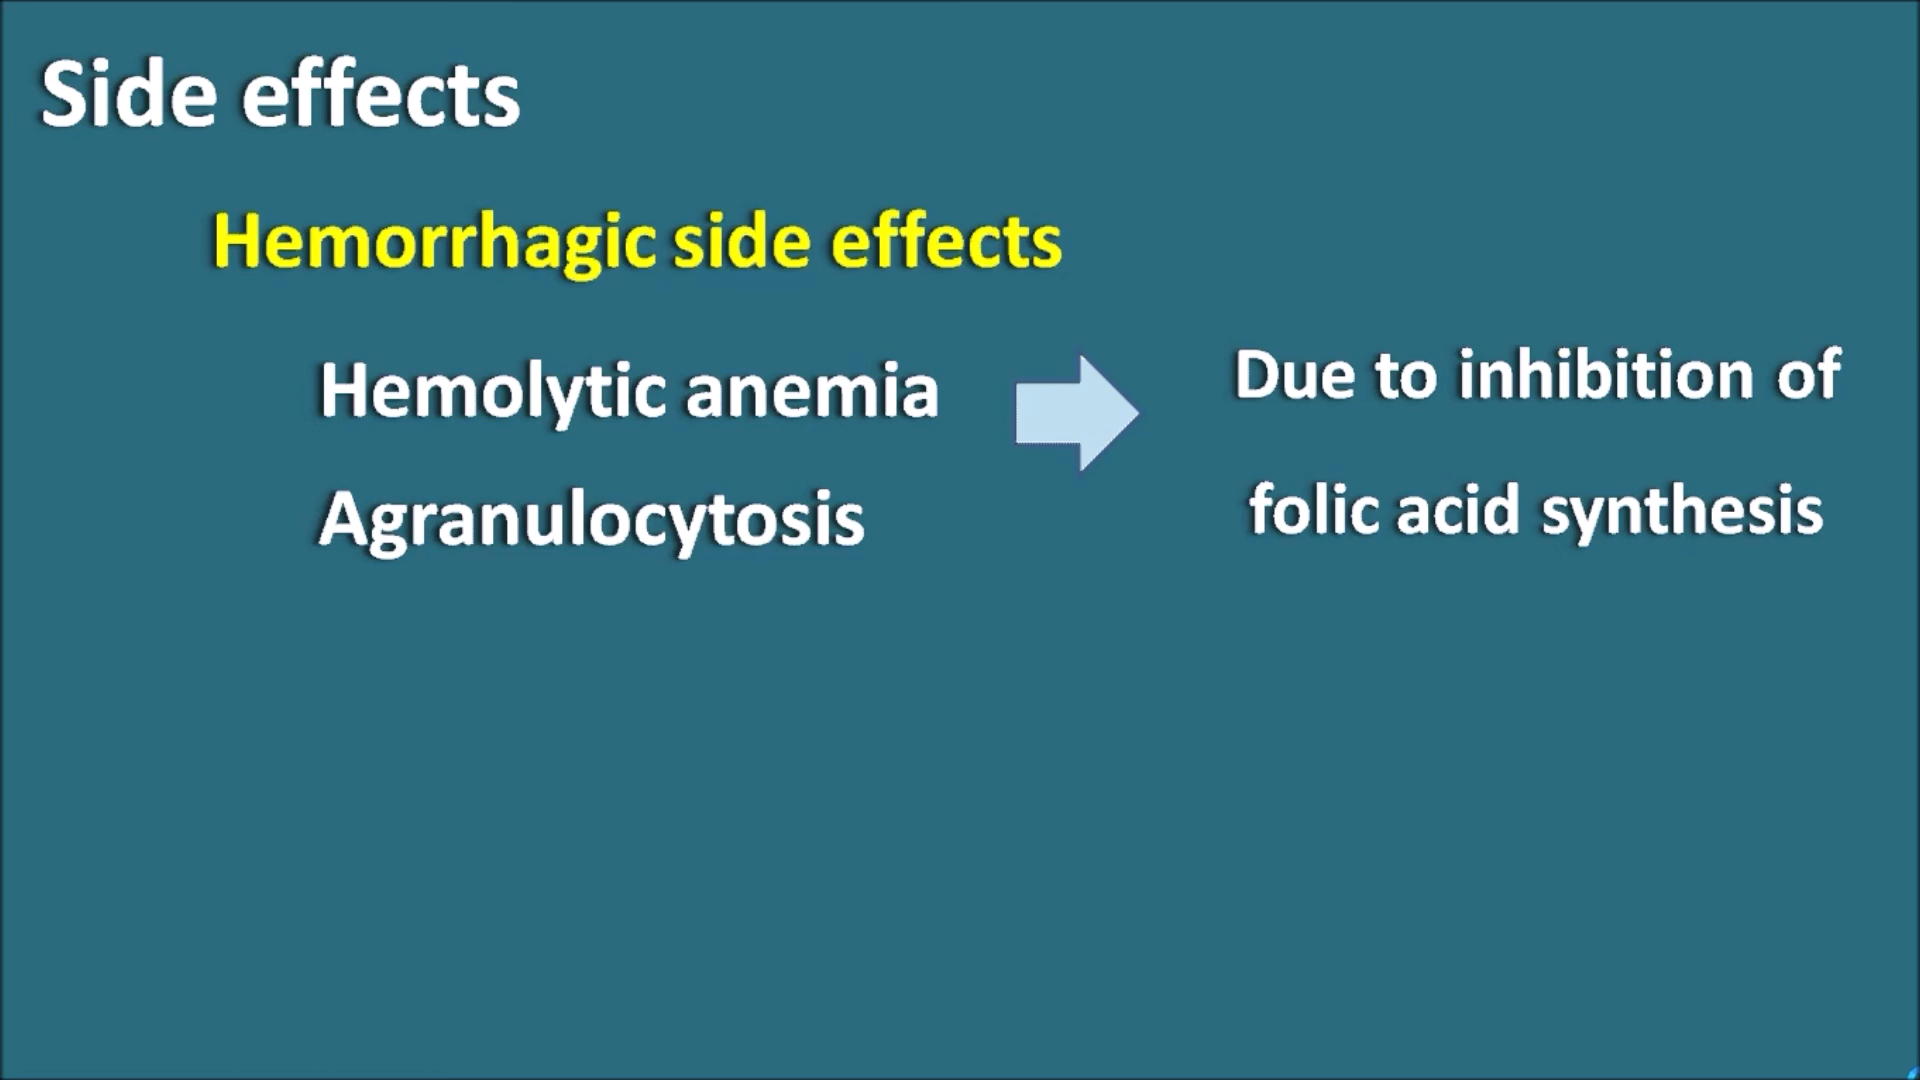 Side effects
Hemorrhagic side effects
Hemolytic anemia
Agranulocytosis
Due to inhibition of
folic acid synthesis